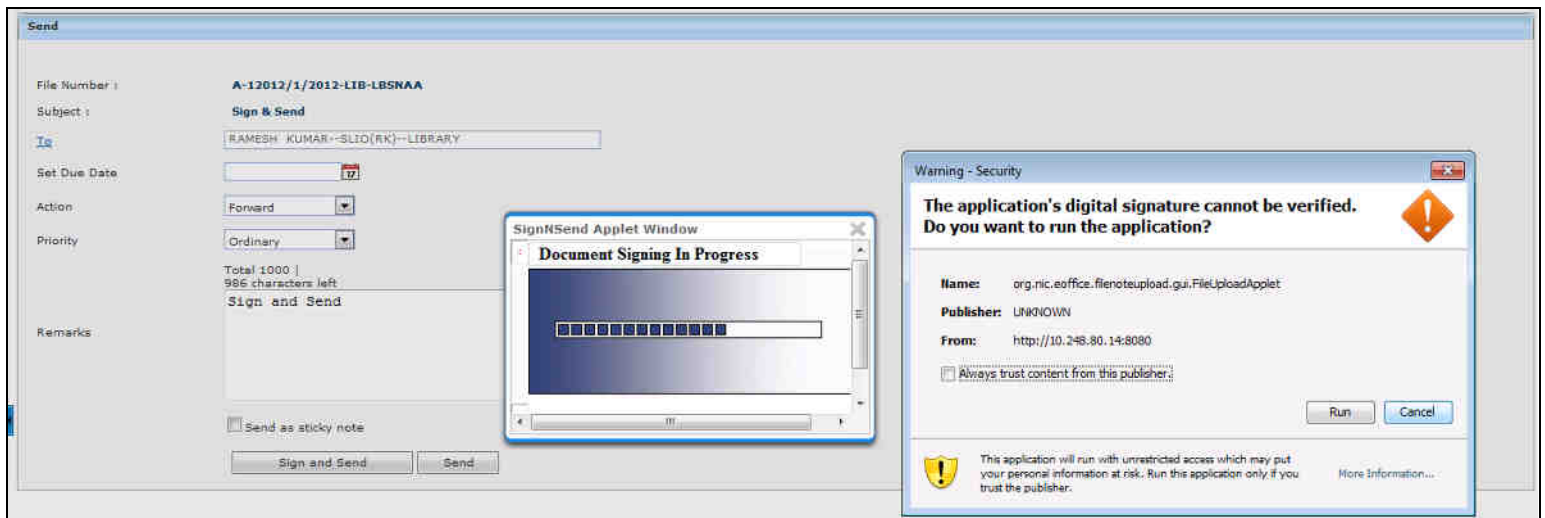 Send
File Number :
A-12012/1/2012-LIB-LBSNAA
Subject :
Sign & Send
To
RAMESH KUMAR--SLIO(RK)--LIBRARY
Set Due Date
17
Action
Forward
Priority
Ordinary
Total 1000 |
986 characters left
Remarks
Sign and Send
Send as sticky note
Sign and Send
Send
SignNSend Applet Window
Document Signing In Progress
Warning - Security
The application's digital signature cannot be verified.
Do you want to run the application?
Name: org.nic.eoffice.filenoteupload.gui.FileUploadApplet
Publisher: UNKNOWN
From: http://10.248.80.14:8080
Always trust content from this publisher.
Run
Cancel
This application will run with unrestricted access which may put
your personal information at risk. Run this application only if you
trust the publisher.
More Information...